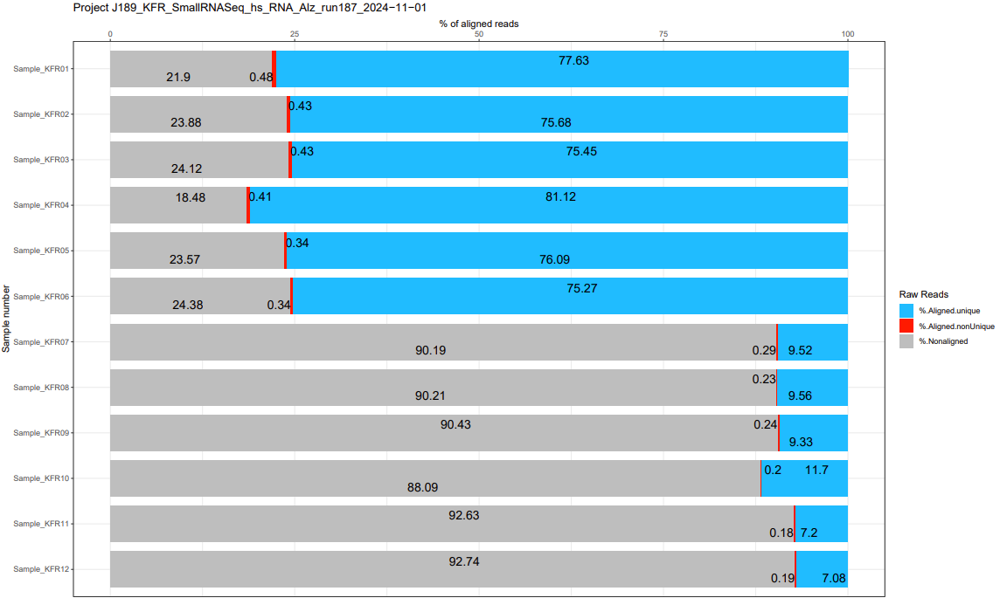 Project J189_KFR_SmallRNASeq_hs_RNA_Alz_run187_2024−11−01
% of aligned reads
0 25 50 75 100
Sample_KFR01
77.63
21.9 0.48
Sample_KFR02
0.43
23.88 75.68
Sample_KFR03
0.43 75.45
24.12
Sample_KFR04
18.48 0.41 81.12
Sample_KFR05
0.34
23.57 76.09
Sample_KFR06
75.27
24.38 0.34
Sample_KFR07
90.19 0.29 9.52
Sample_KFR08
0.23
90.21 9.56
Sample_KFR09
90.43 0.24
9.33
Sample_KFR10
0.2 11.7
88.09
Sample_KFR11
92.63
0.18 7.2
Sample_KFR12
92.74
0.19 7.08
Sample number
Raw Reads
%.Aligned.unique
%.Aligned.nonUnique
%.Nonaligned